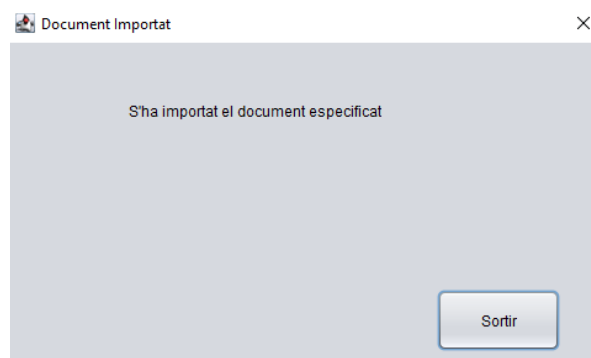 Document Importat
S'ha importat el document especificat
Sortir